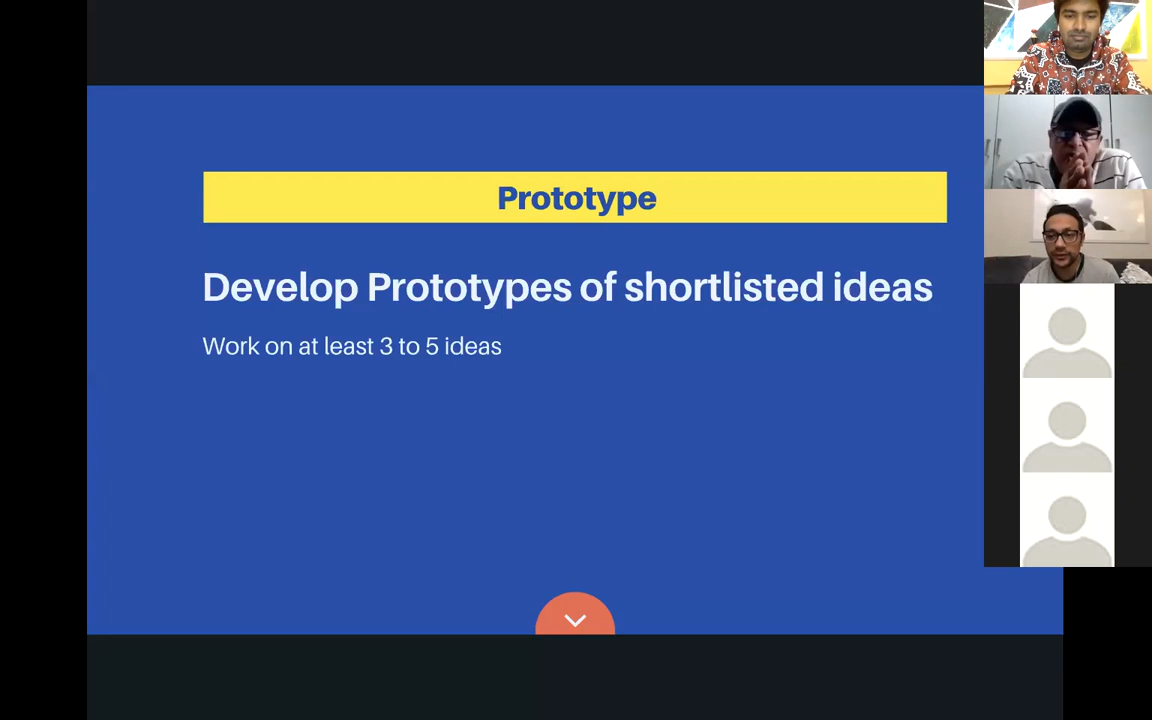 Prototype
Develop Prototypes of shortlisted ideas
Work on at least 3 to 5 ideas